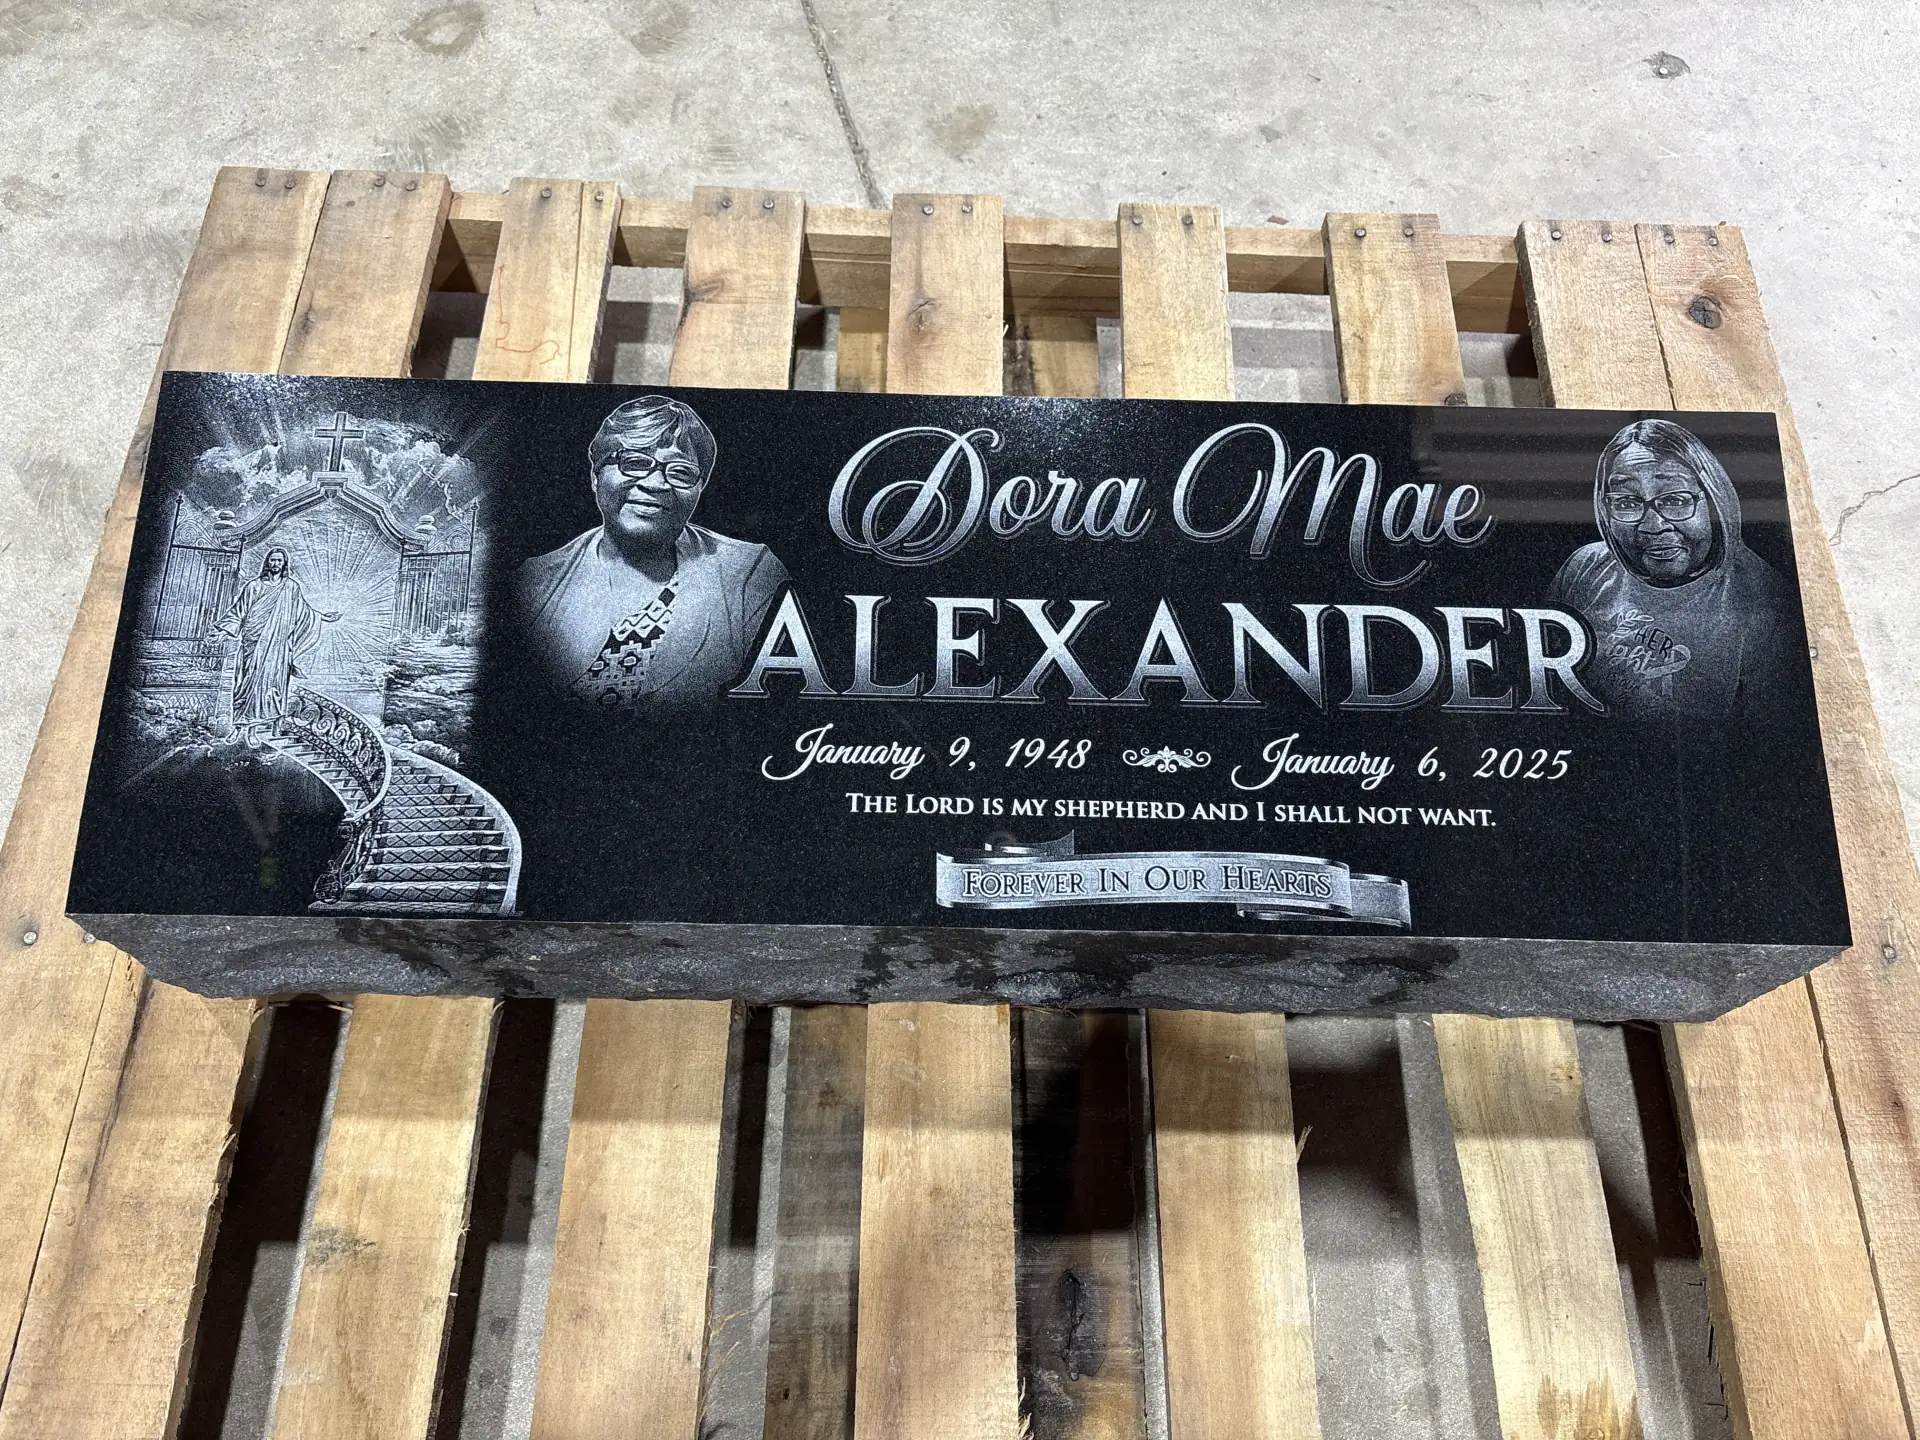 Dora Mae
ALEXANDER
January 9, 1948 January 6, 2025
THE LORD IS MY SHEPHERD AND I SHALL NOT WANT.
FOREVER IN OUR HEARTS
HER